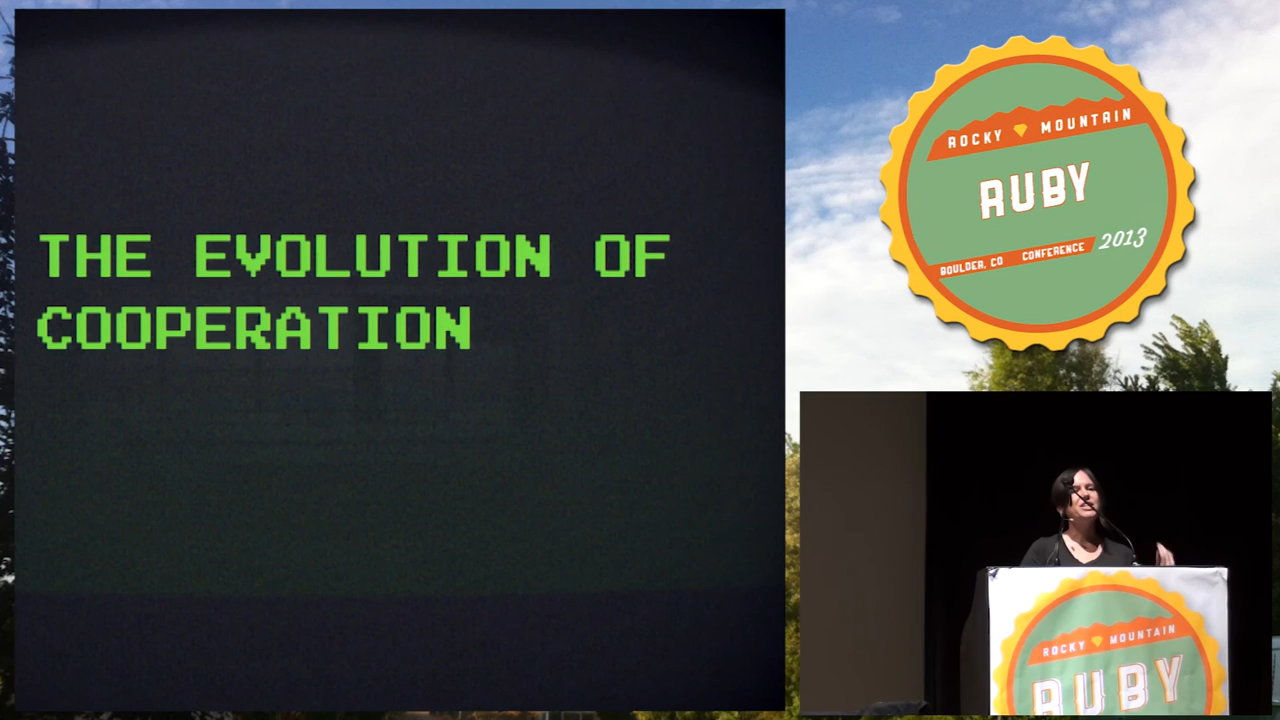 THE EVOLUTION OF
COOPERATION
ROCKY MOUNTAIN
RUBY
BOULDER, CO CONFERENCE 2013
ROCKY MOUNTAIN
RUBY